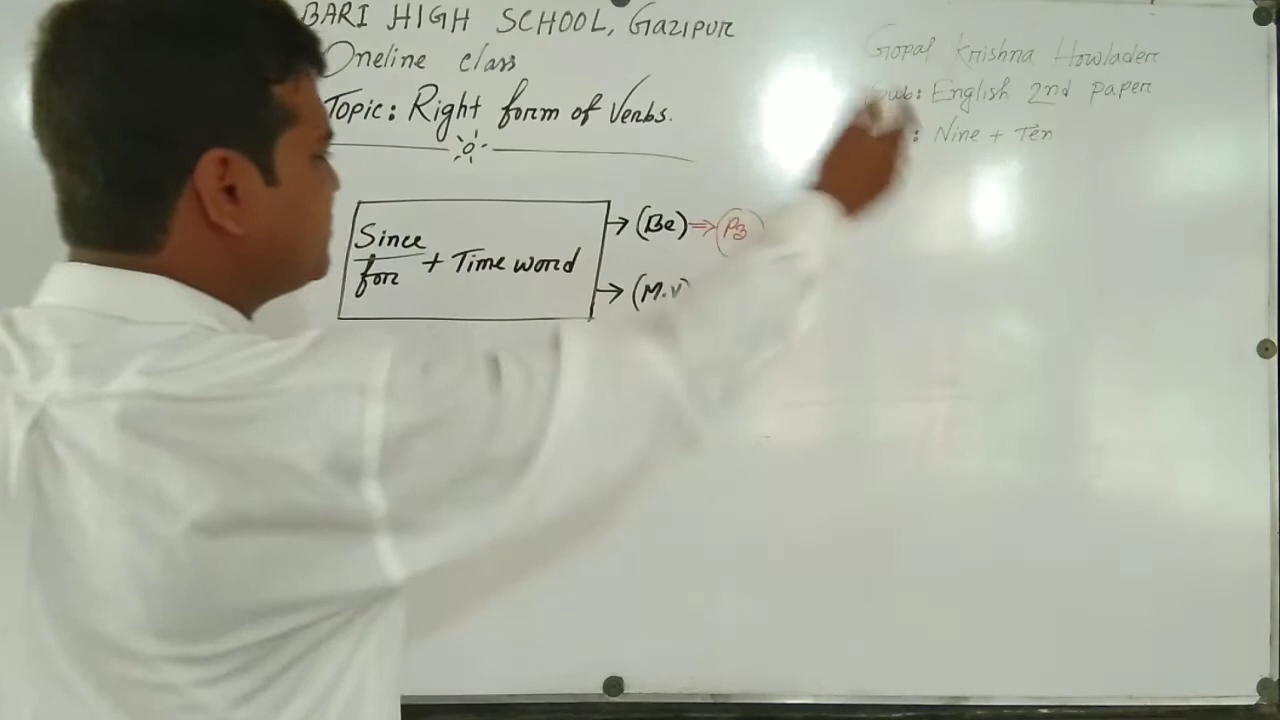 BARI HIGH SCHOOL, Gazipur
Oneline class
Topic: Right form of Verbs.
Gopal Krishna Howlader
Sub: English 2nd paper
: Nine + Ten
Since
for + Time word
→ (Be) ⇒ P3
→ (M.V)